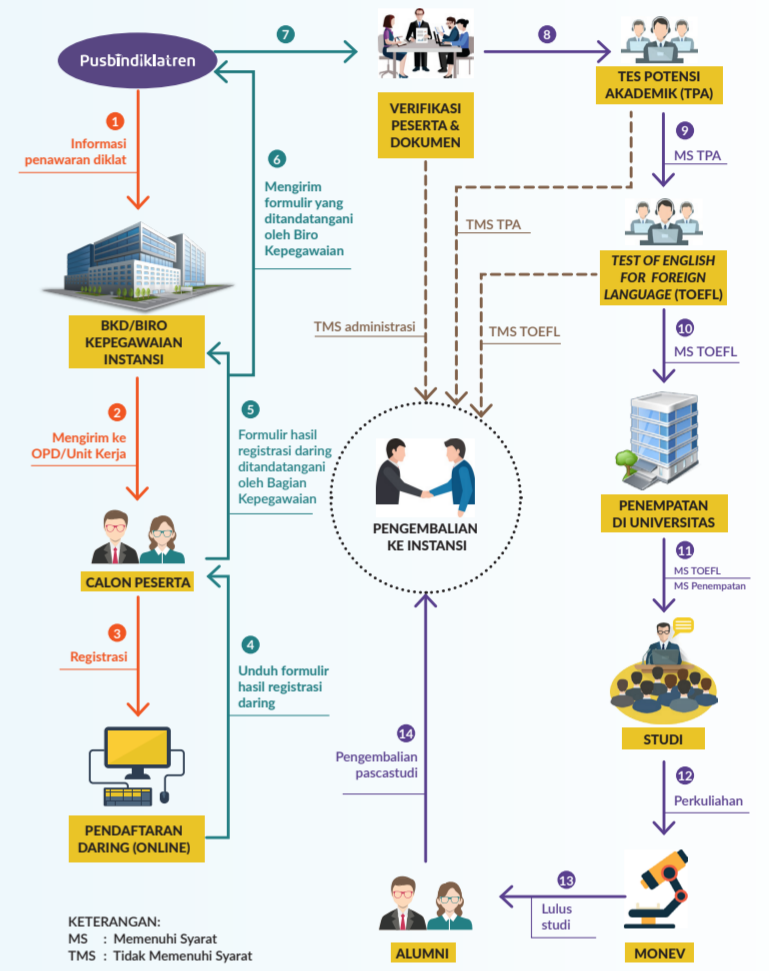 Pusbindiklatren
1
Informasi
penawaran diklat
BKD/BIRO
KEPEGAWAIAN
INSTANSI
2
Mengirim ke
OPD/Unit Kerja
CALON PESERTA
3
Registrasi
PENDAFTARAN
DARING (ONLINE)
4
Unduh formulir
hasil registrasi
daring
5
Formulir hasil
registrasi daring
ditandatangani
oleh Bagian
Kepegawaian
6
Mengirim
formulir yang
ditandatangani
oleh Biro
Kepegawaian
7
VERIFIKASI
PESERTA &
DOKUMEN
TMS administrasi
8
TES POTENSI
AKADEMIK (TPA)
TMS TPA
9
MS TPA
TEST OF ENGLISH
FOR FOREIGN
LANGUAGE (TOEFL)
TMS TOEFL
10
MS TOEFL
PENEMPATAN
DI UNIVERSITAS
11
MS TOEFL
MS Penempatan
STUDI
12
Perkuliahan
MONEV
13
Lulus
studi
ALUMNI
14
Pengembalian
pascastudi
PENGEMBALIAN
KE INSTANSI
KETERANGAN:
MS : Memenuhi Syarat
TMS : Tidak Memenuhi Syarat